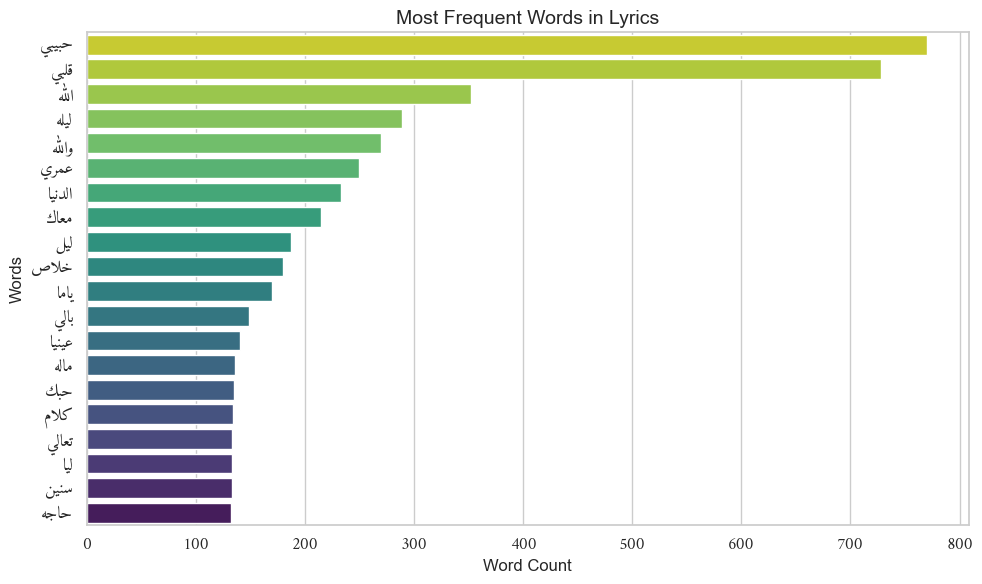 Most Frequent Words in Lyrics
حبيبي
قلبي
الله
ليله
والله
عمري
الدنيا
معاك
ليل
خلاص
ياما
بالي
عينيا
ماله
حبك
كلام
تعالي
ليا
سنين
حاجه
Words
0 100 200 300 400 500 600 700 800
Word Count